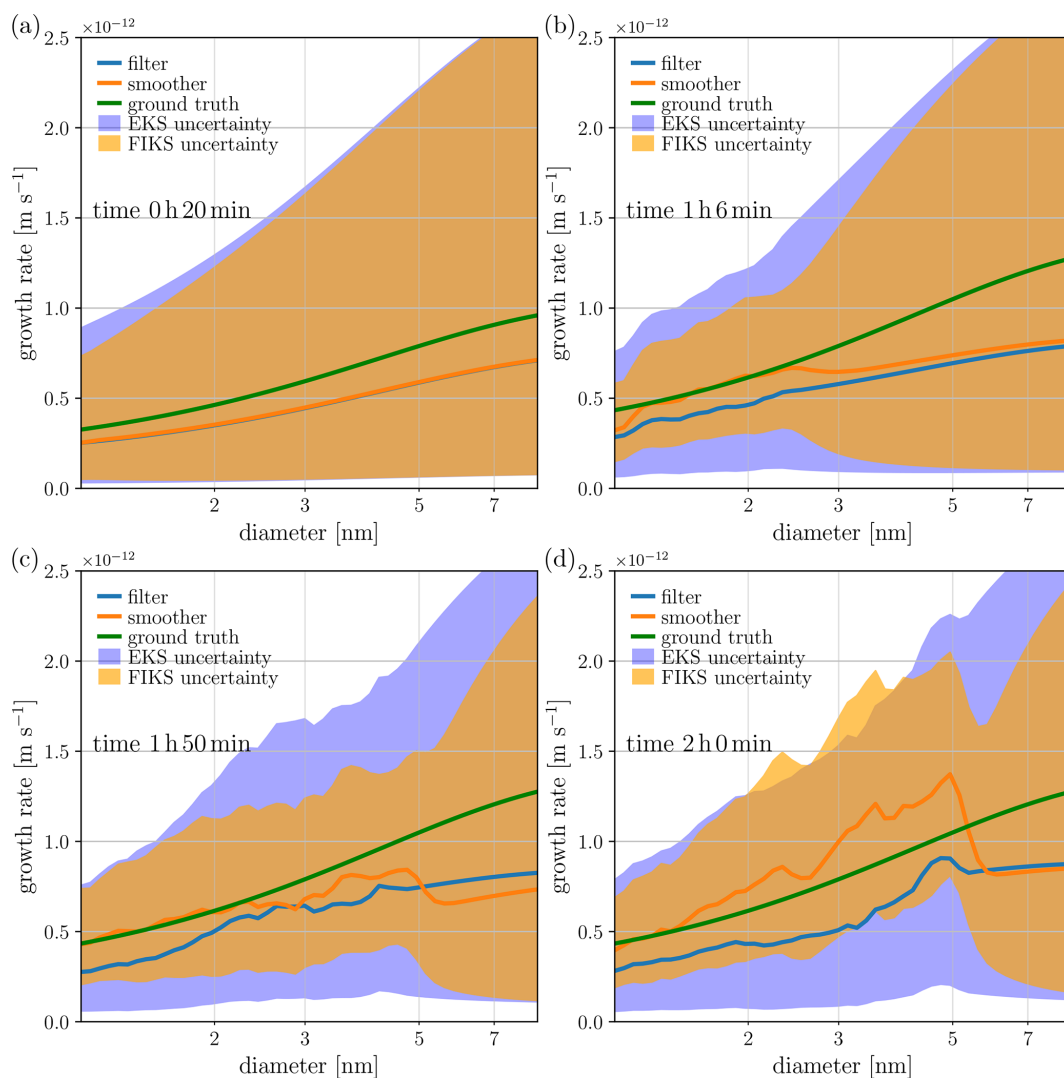 (a)
×10⁻¹²
2.5
2.0
1.5
1.0
0.5
0.0
growth rate [m s⁻¹]
filter
smoother
ground truth
EKS uncertainty
FIKS uncertainty
time 0 h 20 min
2 3 5 7
diameter [nm]
(b)
×10⁻¹²
2.5
2.0
1.5
1.0
0.5
0.0
growth rate [m s⁻¹]
filter
smoother
ground truth
EKS uncertainty
FIKS uncertainty
time 1 h 6 min
2 3 5 7
diameter [nm]
(c)
×10⁻¹²
2.5
2.0
1.5
1.0
0.5
0.0
growth rate [m s⁻¹]
filter
smoother
ground truth
EKS uncertainty
FIKS uncertainty
time 1 h 50 min
2 3 5 7
diameter [nm]
(d)
×10⁻¹²
2.5
2.0
1.5
1.0
0.5
0.0
growth rate [m s⁻¹]
filter
smoother
ground truth
EKS uncertainty
FIKS uncertainty
time 2 h 0 min
2 3 5 7
diameter [nm]